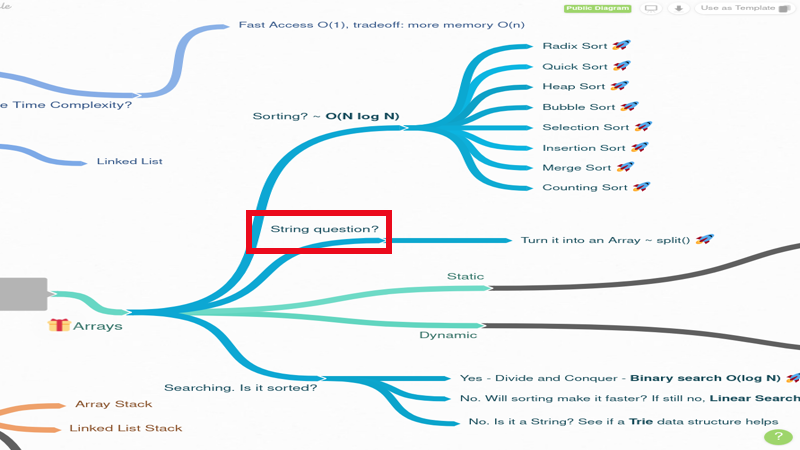 Public Diagram
Use as Template
Fast Access O(1), tradeoff: more memory O(n)
Radix Sort
Quick Sort
Heap Sort
Bubble Sort
Selection Sort
Insertion Sort
Merge Sort
Counting Sort
Sorting? ~ O(N log N)
e Time Complexity?
Linked List
String question?
Turn it into an Array ~ split()
Static
Arrays
Dynamic
Searching. Is it sorted?
Yes - Divide and Conquer - Binary search O(log N)
No. Will sorting make it faster? If still no, Linear Search
No. Is it a String? See if a Trie data structure helps
Array Stack
Linked List Stack
?